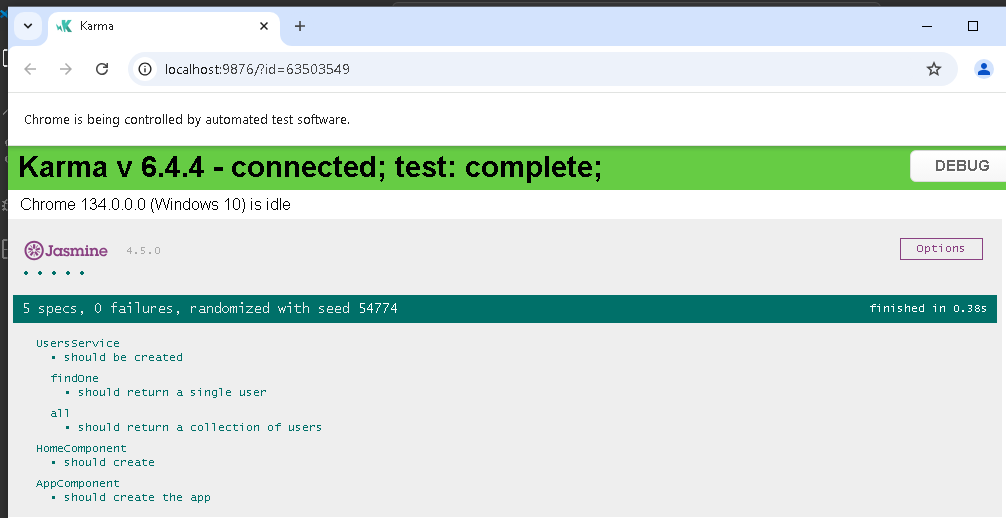 Karma
localhost:9876/?id=63503549
Chrome is being controlled by automated test software.
Karma v 6.4.4 - connected; test: complete;
DEBUG
Chrome 134.0.0.0 (Windows 10) is idle
Jasmine 4.5.0
Options
5 specs, 0 failures, randomized with seed 54774
finished in 0.38s
UsersService
• should be created
findOne
• should return a single user
all
• should return a collection of users
HomeComponent
• should create
AppComponent
• should create the app